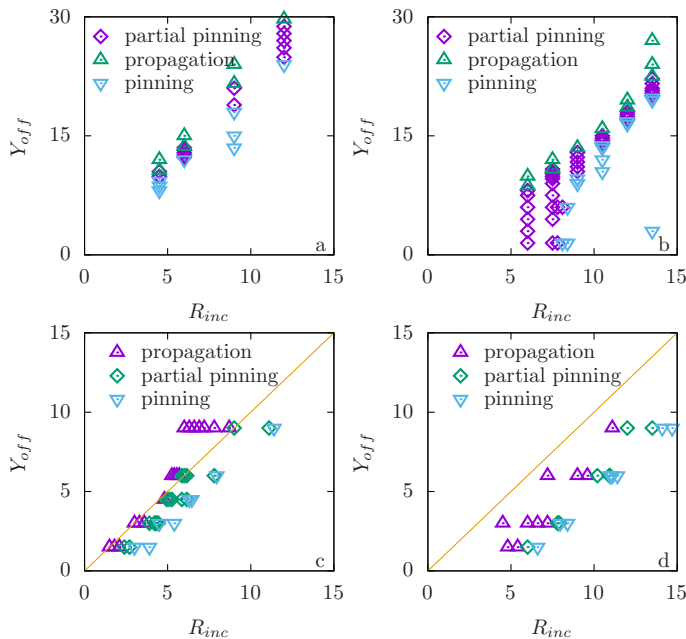 30
15
0
Y_off
partial pinning
propagation
pinning
a
0 5 10 15
R_inc
30
15
0
Y_off
partial pinning
propagation
pinning
b
0 5 10 15
R_inc
15
10
5
0
Y_off
propagation
partial pinning
pinning
c
0 5 10 15
R_inc
15
10
5
0
Y_off
propagation
partial pinning
pinning
d
0 5 10 15
R_inc